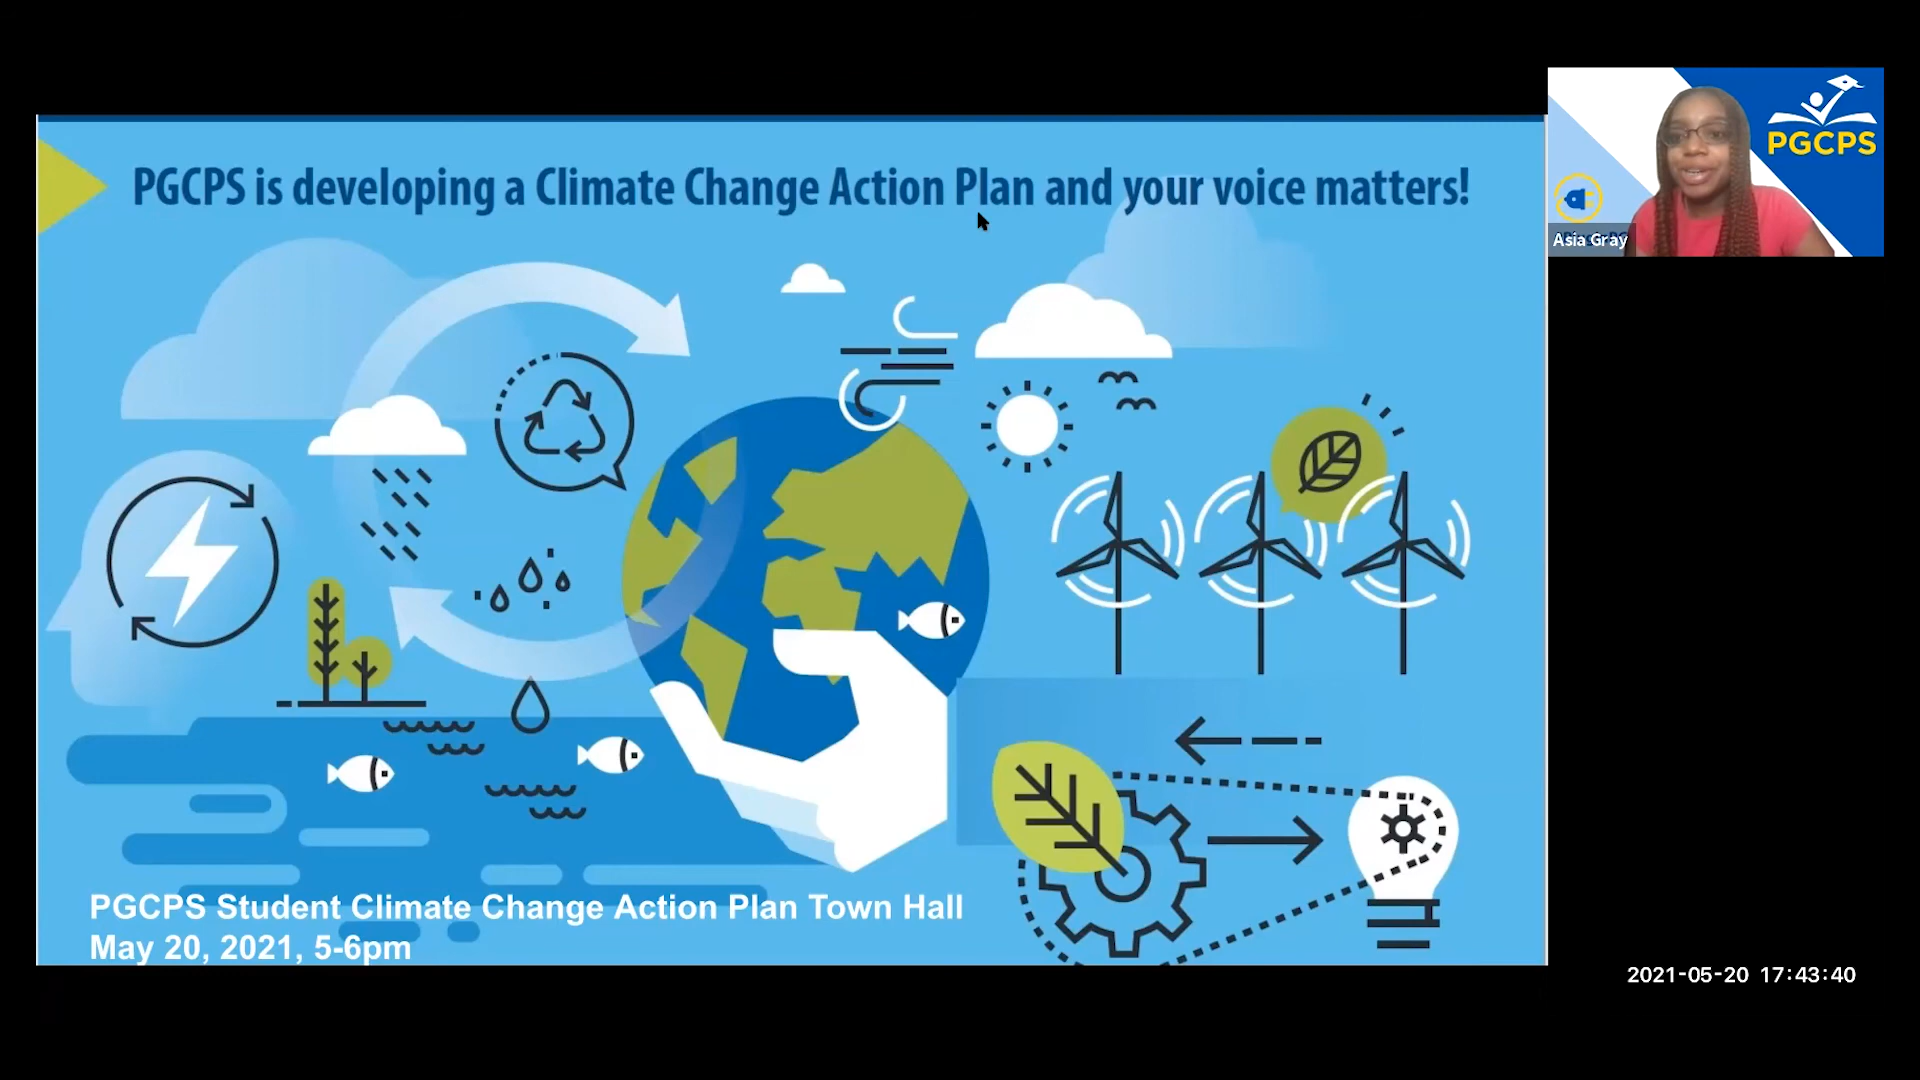 PGCPS is developing a Climate Change Action Plan and your voice matters!
PGCPS
Asia Gray
PGCPS Student Climate Change Action Plan Town Hall
May 20, 2021, 5-6pm
2021-05-20 17:43:40